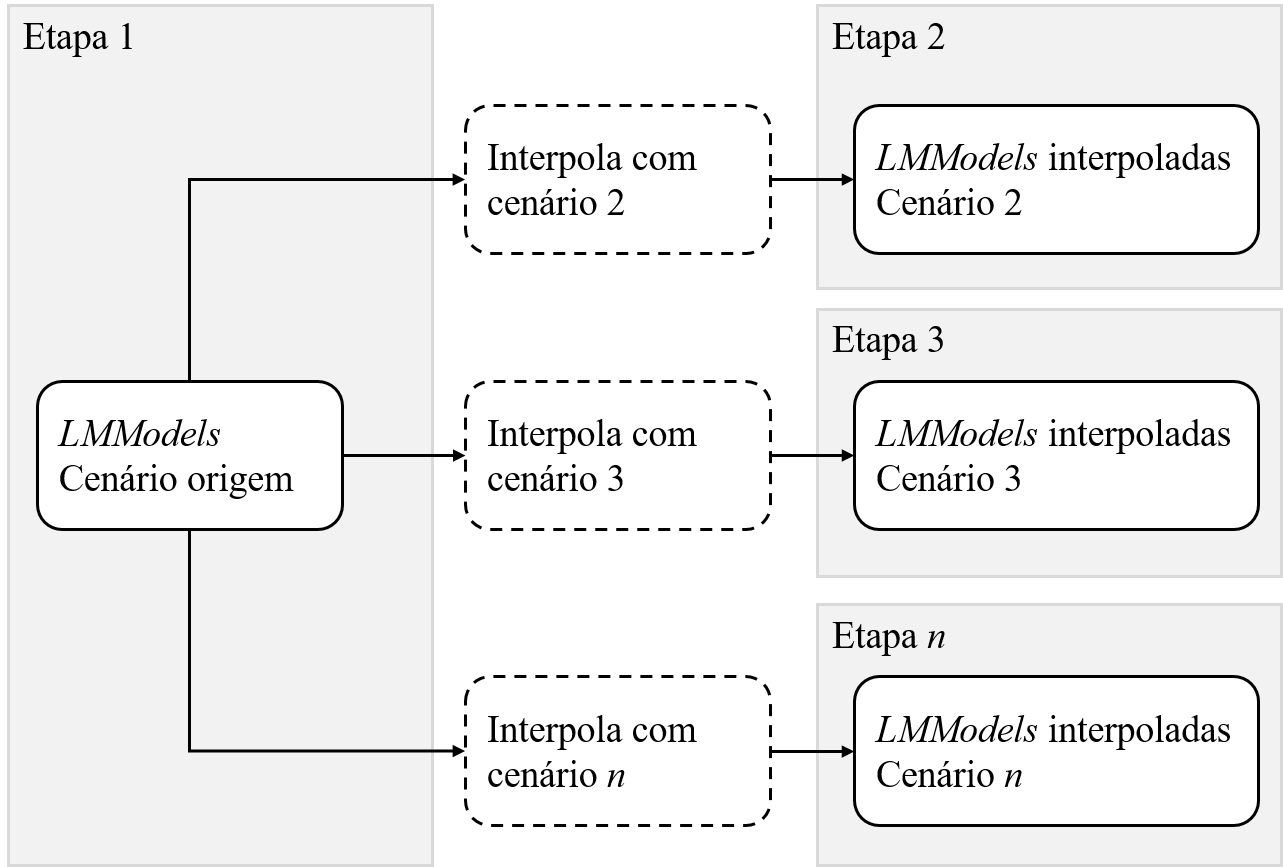 Etapa 1
LMModels
Cenário origem
Interpola com
cenário 2
Etapa 2
LMModels interpoladas
Cenário 2
Interpola com
cenário 3
Etapa 3
LMModels interpoladas
Cenário 3
Interpola com
cenário n
Etapa n
LMModels interpoladas
Cenário n